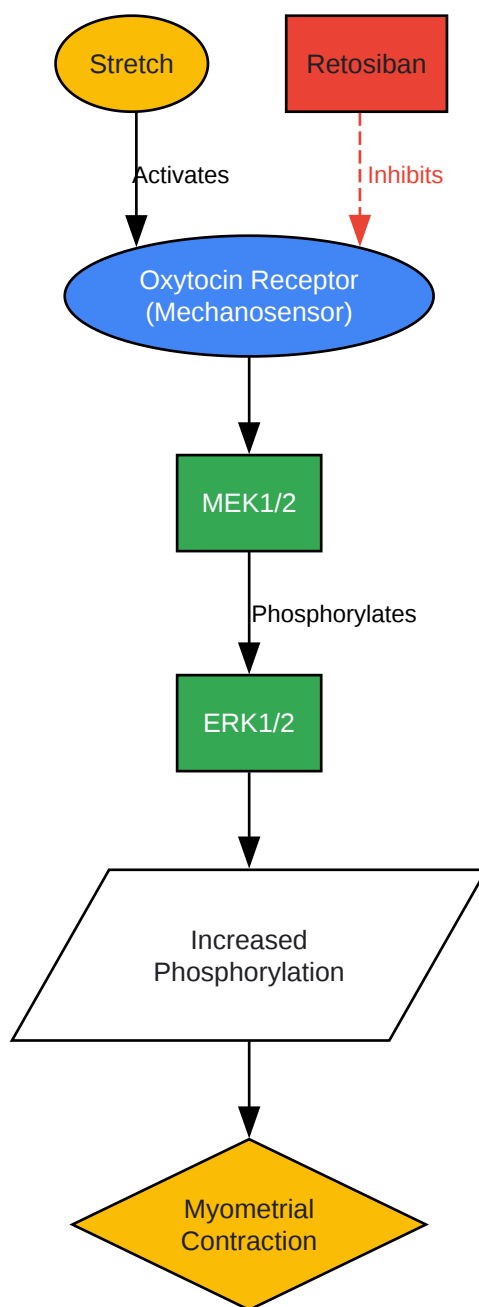 Stretch
Retosiban
Activates
Inhibits
Oxytocin Receptor
(Mechanosensor)
MEK1/2
Phosphorylates
ERK1/2
Increased
Phosphorylation
Myometrial
Contraction